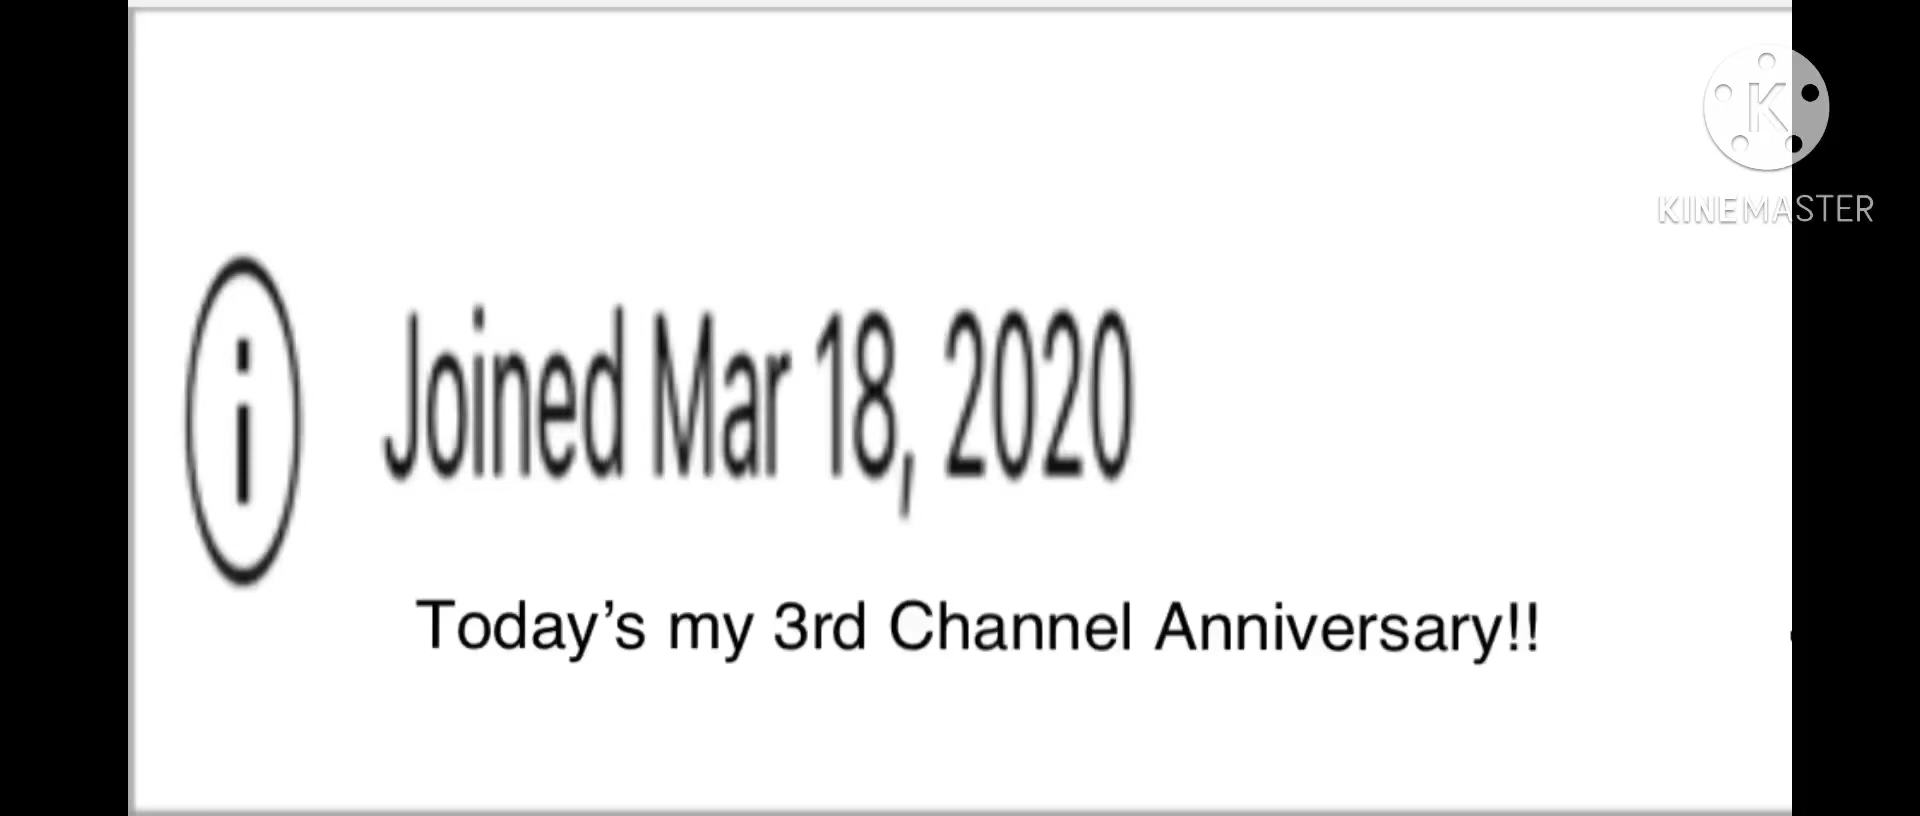 K
KINEMASTER
i
Joined Mar 18, 2020
Today’s my 3rd Channel Anniversary!!